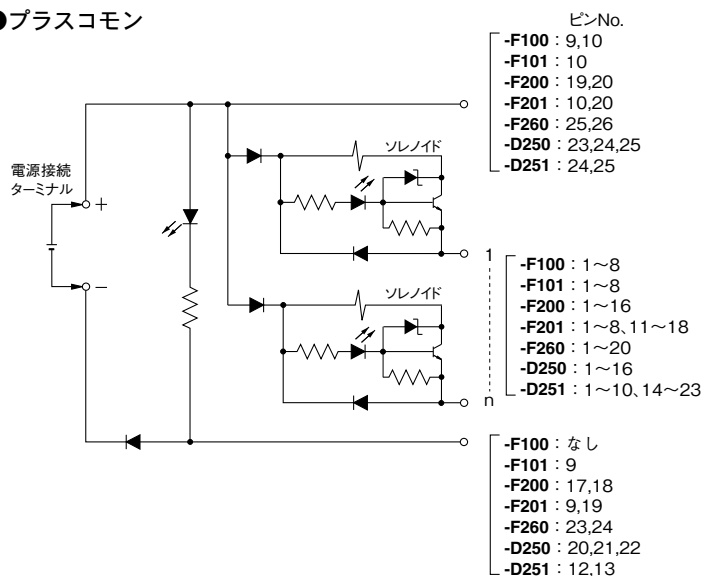 ●プラスコモン
ピンNo.
-F100：9,10
-F101：10
-F200：19,20
-F201：10,20
-F260：25,26
-D250：23,24,25
-D251：24,25
電源接続
ターミナル
+
−
ソレノイド
1
ソレノイド
n
-F100：1～8
-F101：1～8
-F200：1～16
-F201：1～8、11～18
-F260：1～20
-D250：1～16
-D251：1～10、14～23
-F100：なし
-F101：9
-F200：17,18
-F201：9,19
-F260：23,24
-D250：20,21,22
-D251：12,13